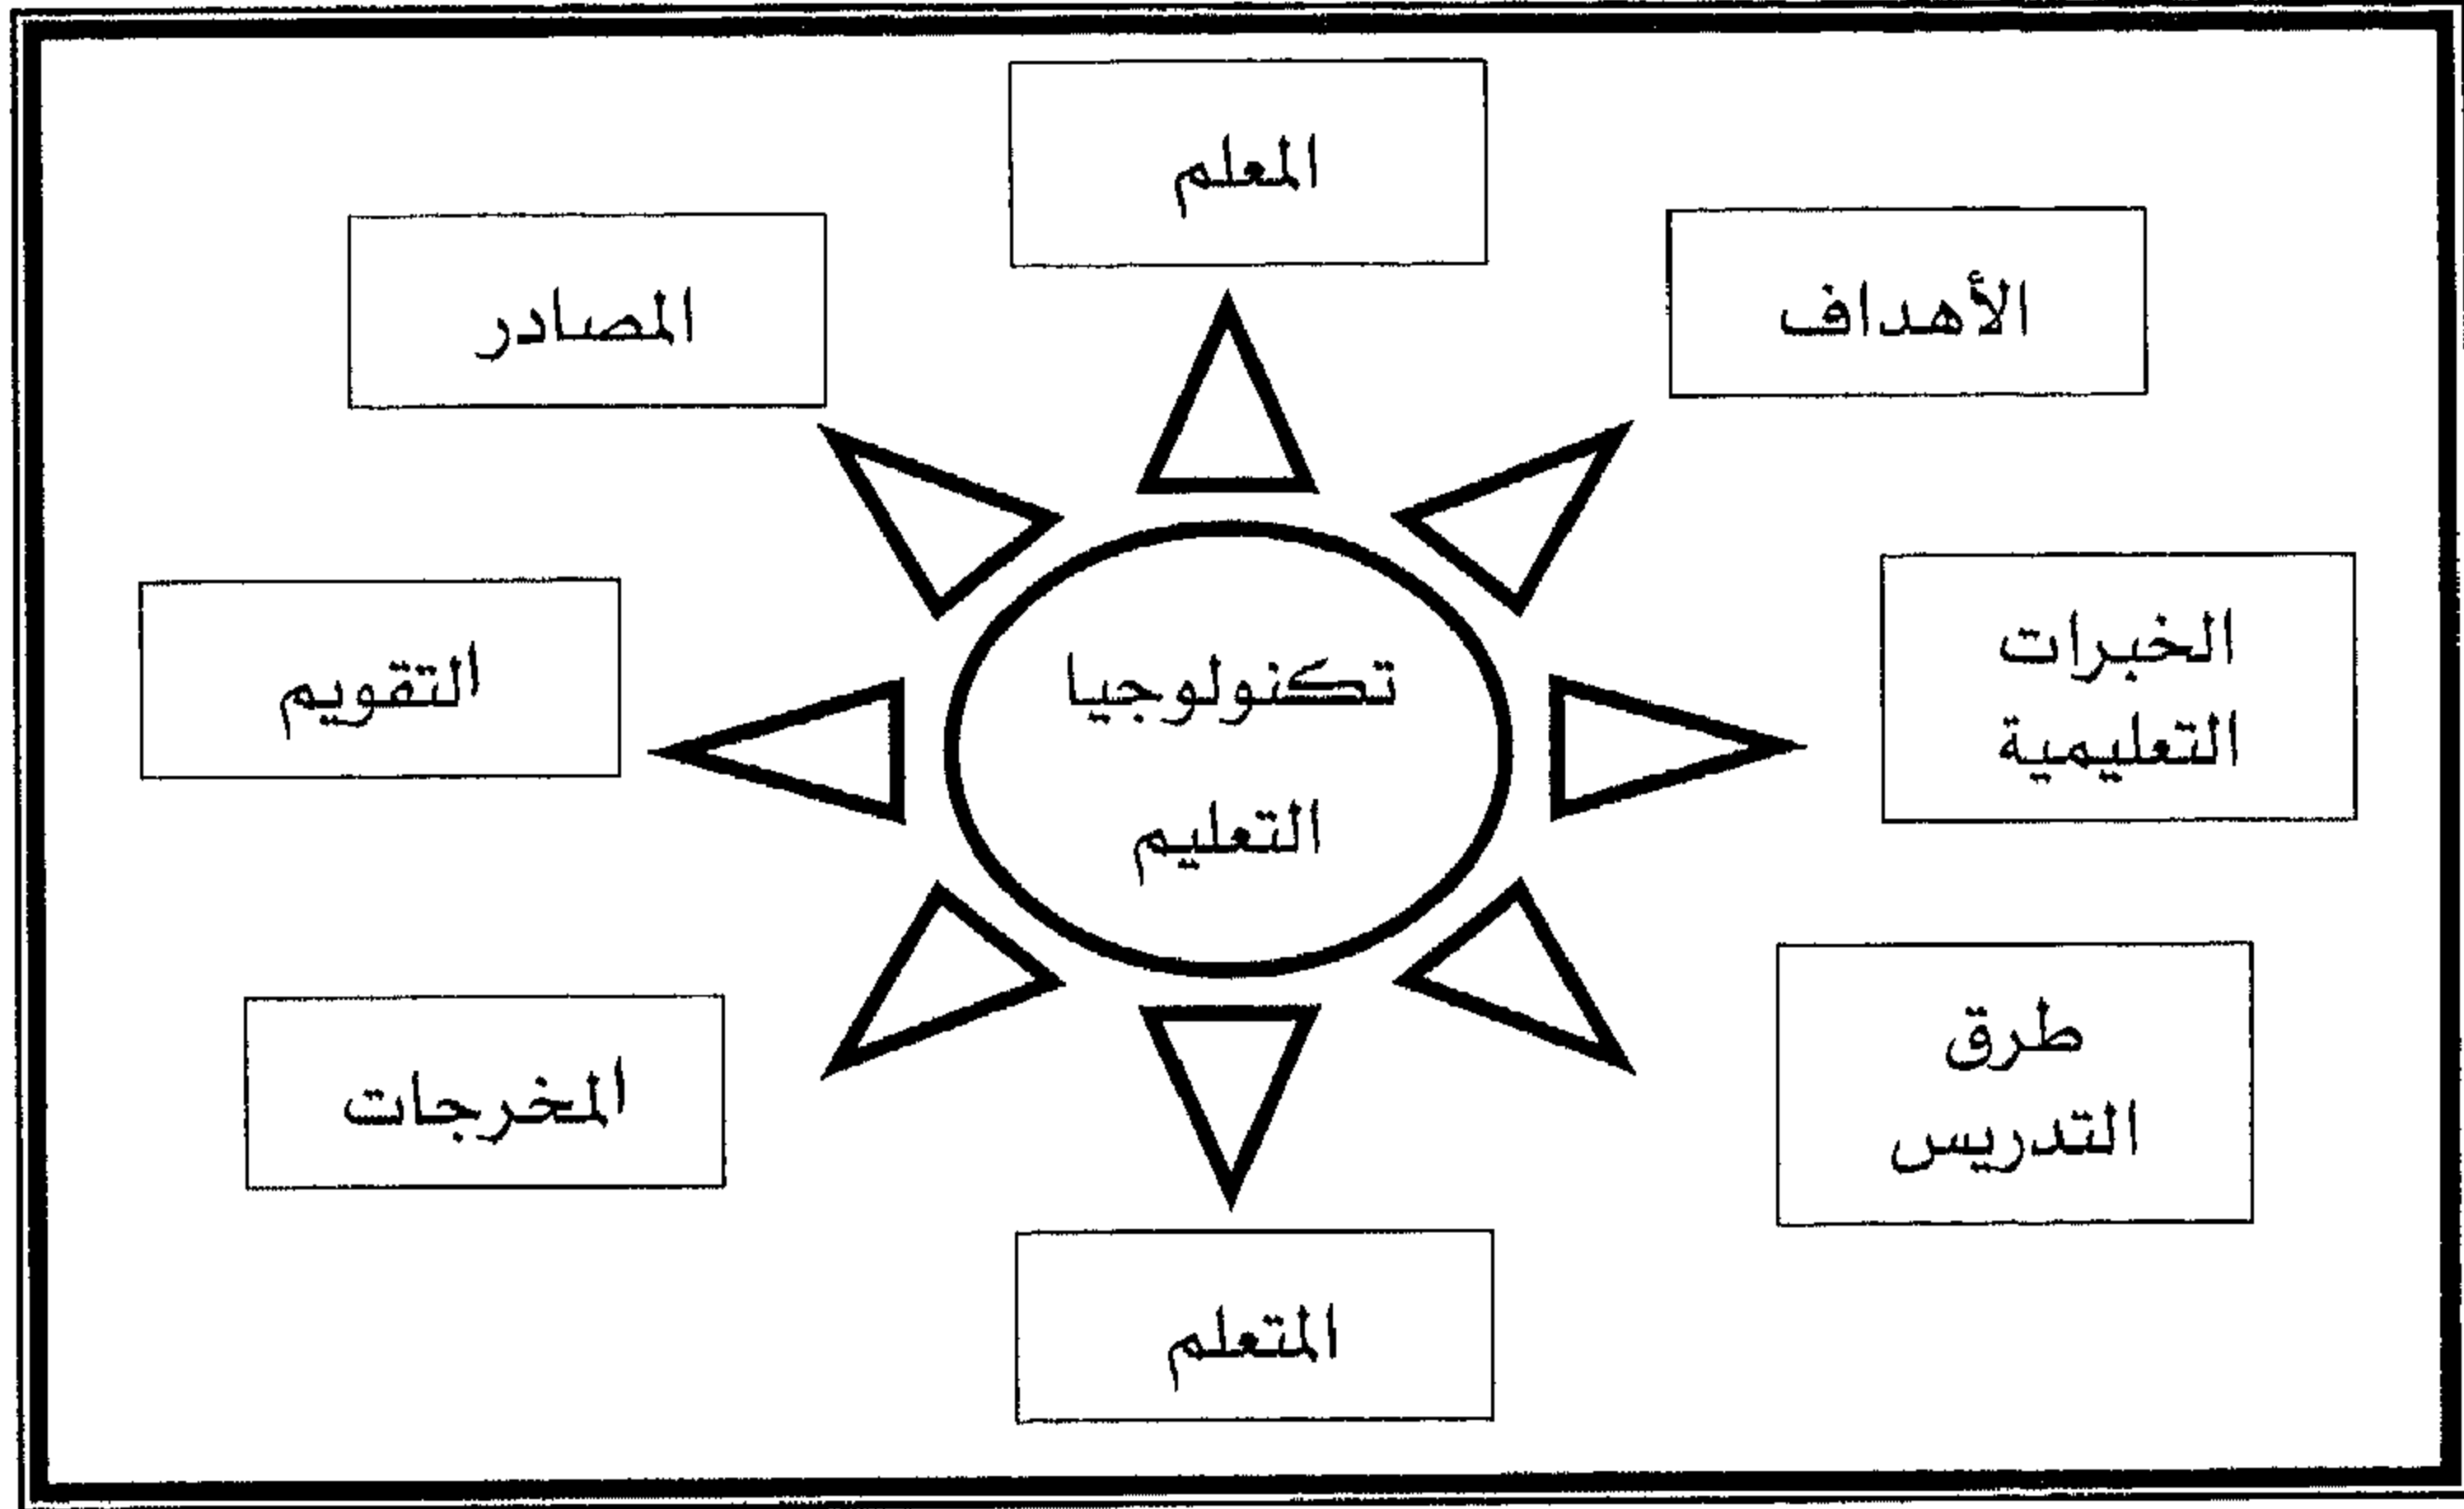 المعلم
الأهداف
المصادر
الخبرات
التعليمية
تكنولوجيا
التعليم
التقويم
طرق
التدريس
المخرجات
المتعلم